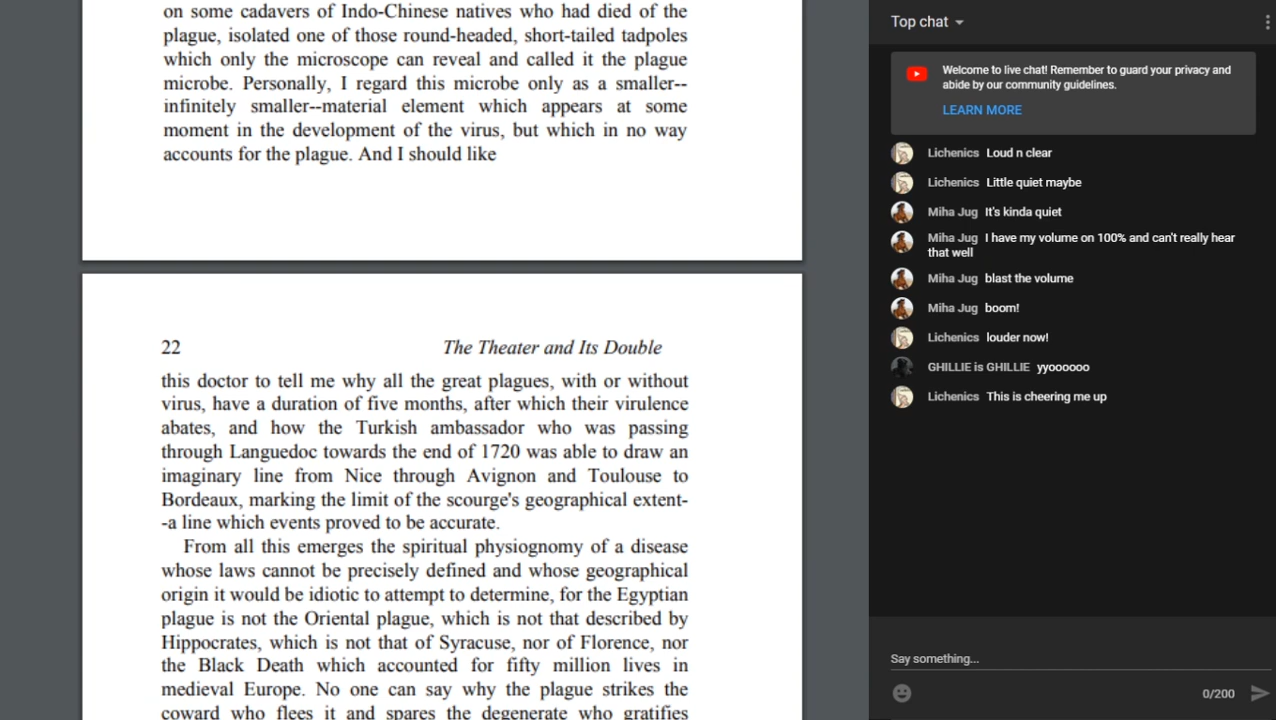 on some cadavers of Indo-Chinese natives who had died of the
plague, isolated one of those round-headed, short-tailed tadpoles
which only the microscope can reveal and called it the plague
microbe. Personally, I regard this microbe only as a smaller--
infinitely smaller--material element which appears at some
moment in the development of the virus, but which in no way
accounts for the plague. And I should like
22 The Theater and Its Double
this doctor to tell me why all the great plagues, with or without
virus, have a duration of five months, after which their virulence
abates, and how the Turkish ambassador who was passing
through Languedoc towards the end of 1720 was able to draw an
imaginary line from Nice through Avignon and Toulouse to
Bordeaux, marking the limit of the scourge's geographical extent-
-a line which events proved to be accurate.
From all this emerges the spiritual physiognomy of a disease
whose laws cannot be precisely defined and whose geographical
origin it would be idiotic to attempt to determine, for the Egyptian
plague is not the Oriental plague, which is not that described by
Hippocrates, which is not that of Syracuse, nor of Florence, nor
the Black Death which accounted for fifty million lives in
medieval Europe. No one can say why the plague strikes the
coward who flees it and spares the degenerate who gratifies
Top chat
Welcome to live chat! Remember to guard your privacy and
abide by our community guidelines.
LEARN MORE
Lichenics Loud n clear
Lichenics Little quiet maybe
Miha Jug It's kinda quiet
Miha Jug I have my volume on 100% and can't really hear
that well
Miha Jug blast the volume
Miha Jug boom!
Lichenics louder now!
GHILLIE is GHILLIE yyoooooo
Lichenics This is cheering me up
Say something...
0/200